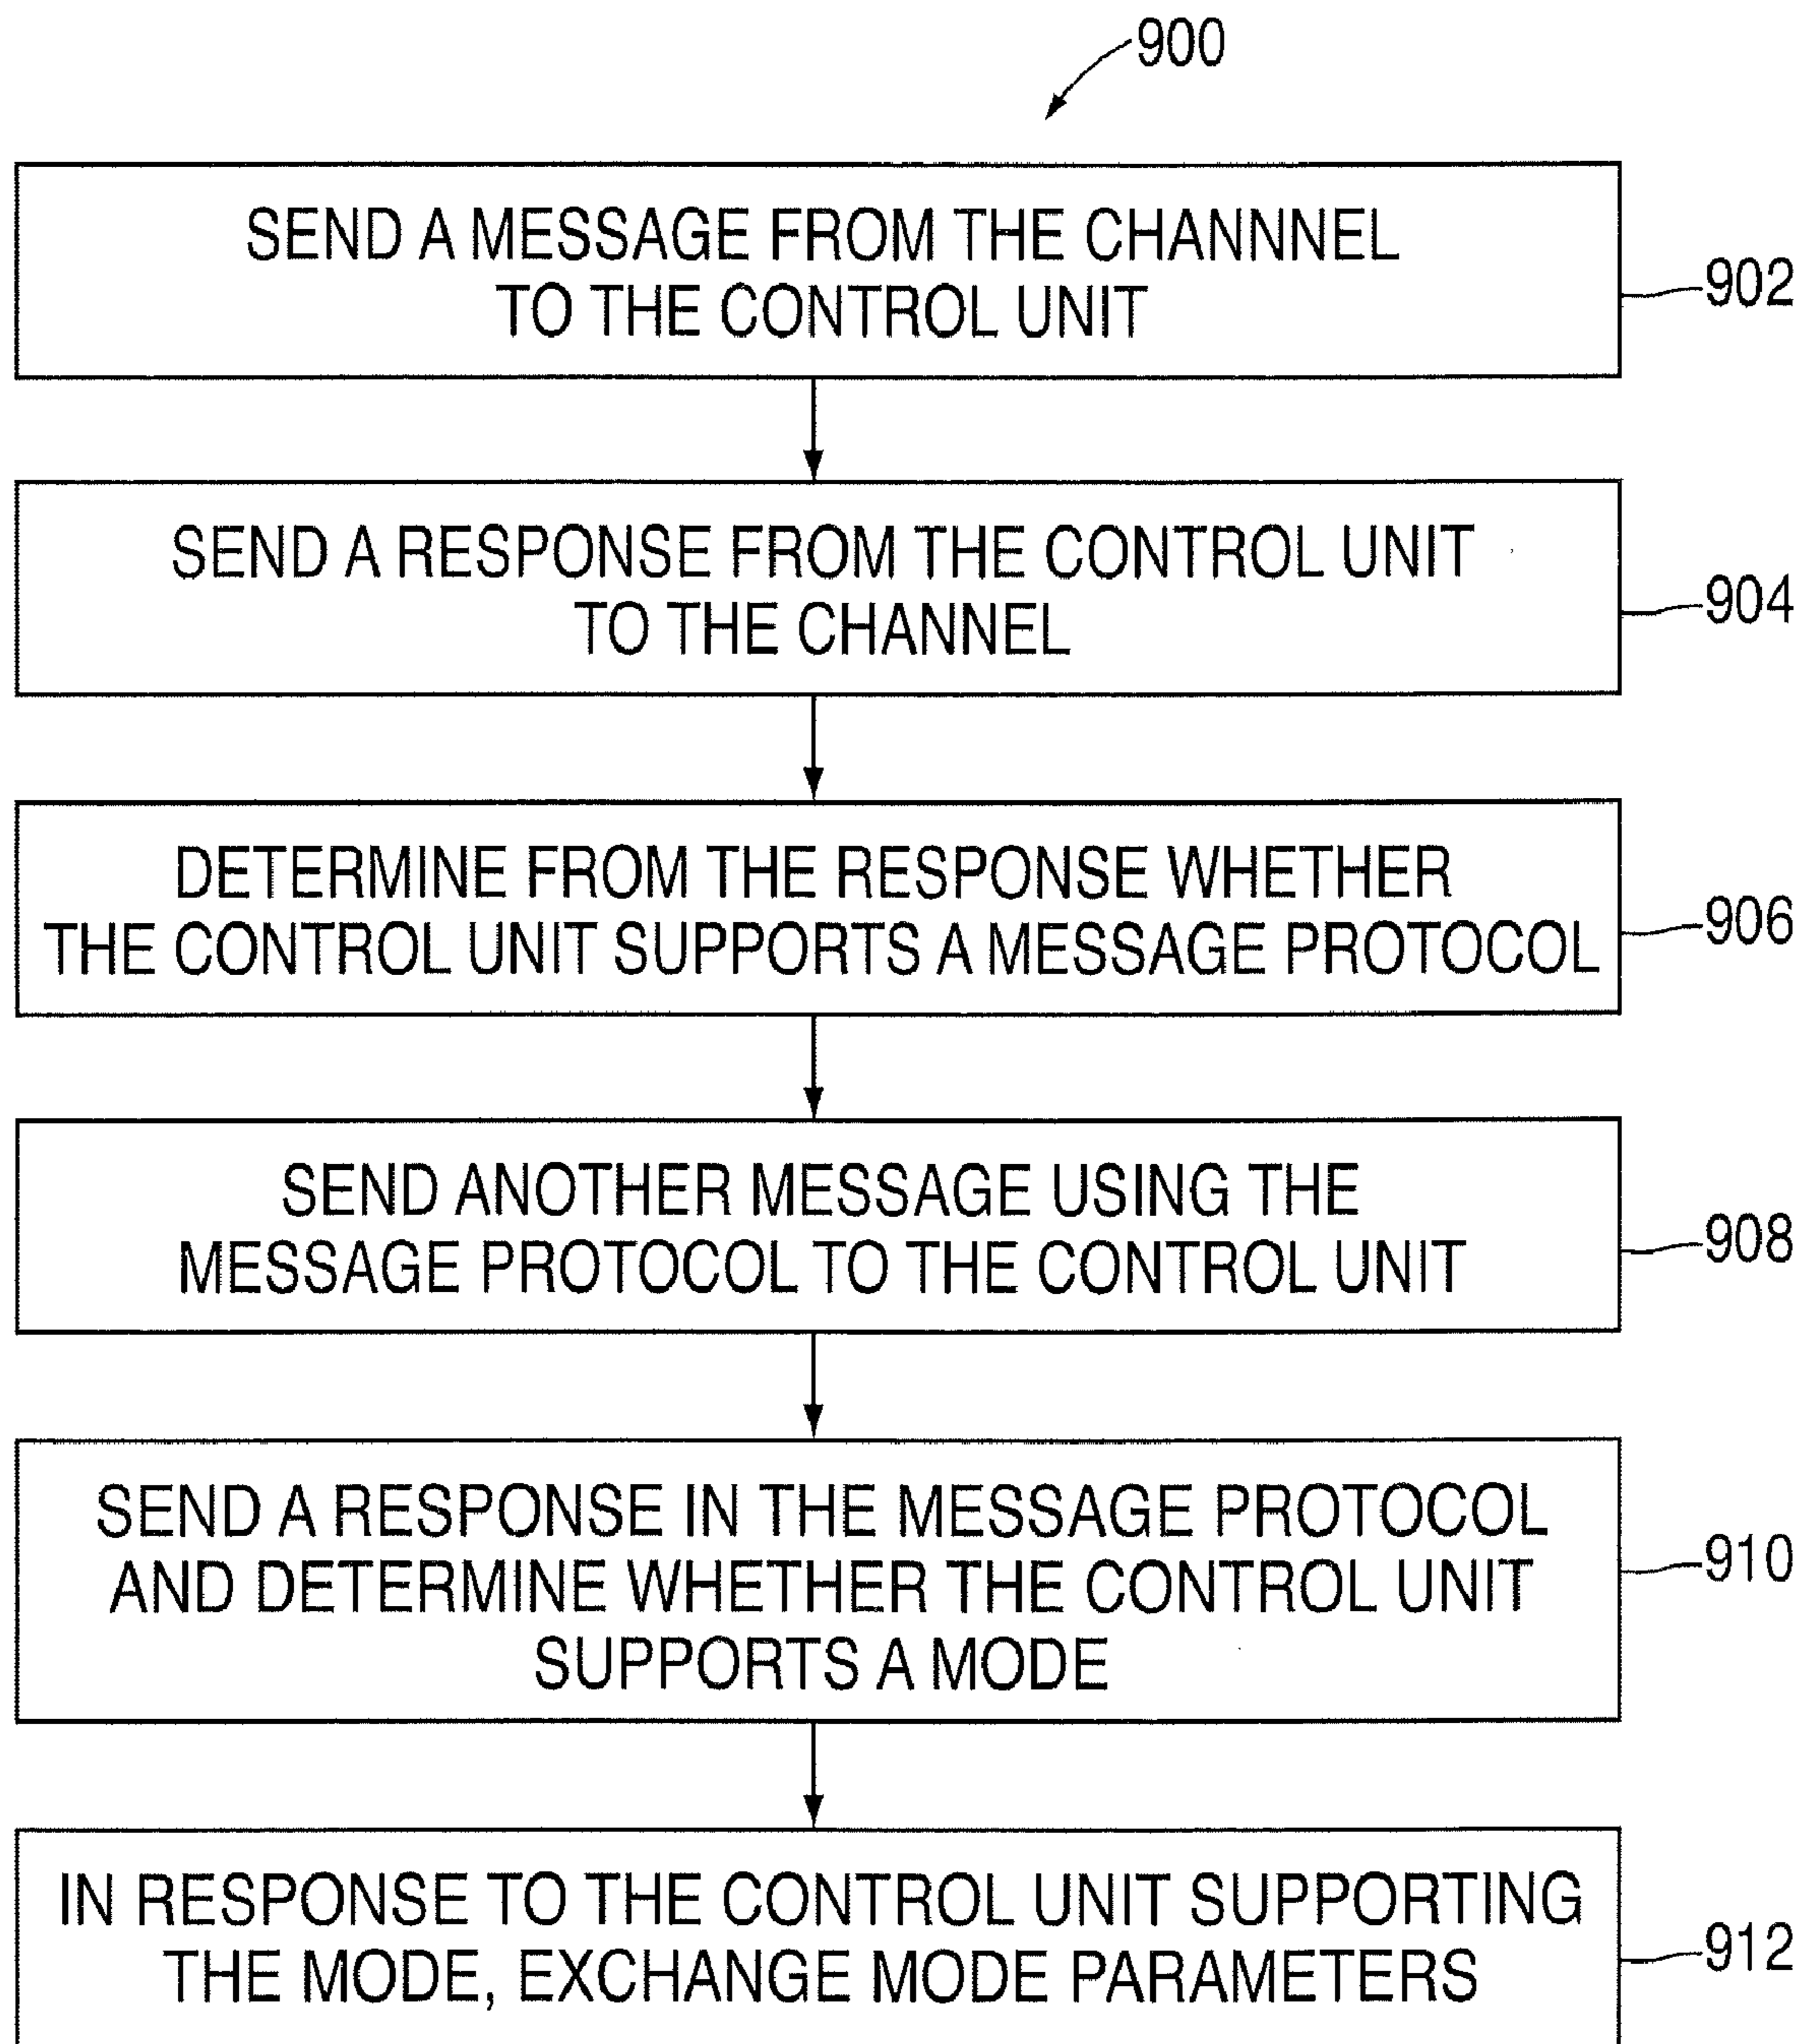 900
SEND A MESSAGE FROM THE CHANNNEL
TO THE CONTROL UNIT
902
SEND A RESPONSE FROM THE CONTROL UNIT
TO THE CHANNEL
904
DETERMINE FROM THE RESPONSE WHETHER
THE CONTROL UNIT SUPPORTS A MESSAGE PROTOCOL
906
SEND ANOTHER MESSAGE USING THE
MESSAGE PROTOCOL TO THE CONTROL UNIT
908
SEND A RESPONSE IN THE MESSAGE PROTOCOL
AND DETERMINE WHETHER THE CONTROL UNIT
SUPPORTS A MODE
910
IN RESPONSE TO THE CONTROL UNIT SUPPORTING
THE MODE, EXCHANGE MODE PARAMETERS
912